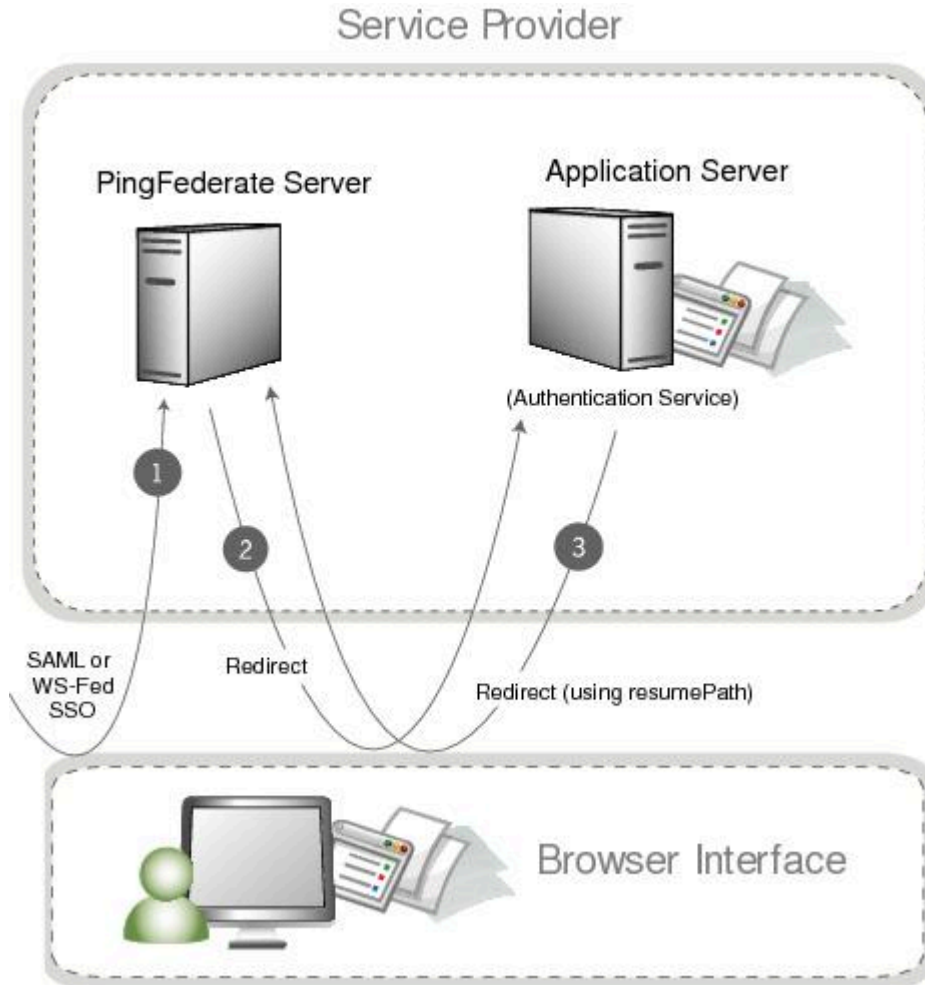 Service Provider
PingFederate Server
Application Server
(Authentication Service)
1
2
3
SAML or
WS-Fed
SSO
Redirect
Redirect (using resumePath)
Browser Interface